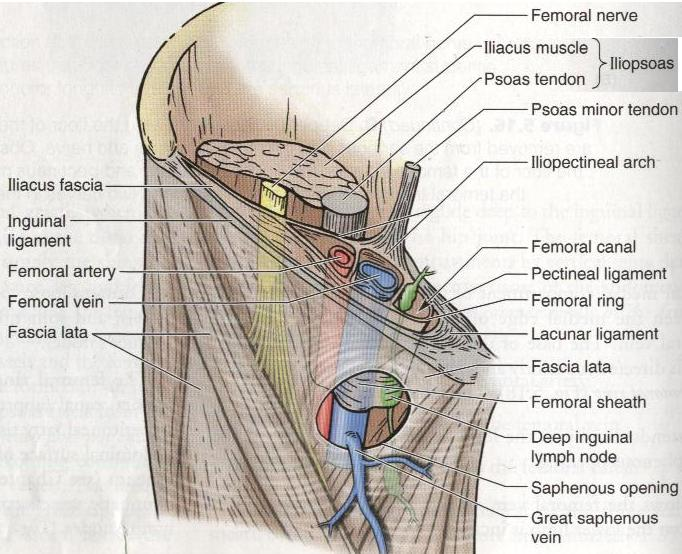 Femoral nerve
Iliacus muscle
Iliopsoas
Psoas tendon
Psoas minor tendon
Iliopectineal arch
Iliacus fascia
Inguinal
ligament
Femoral artery
Femoral vein
Fascia lata
Femoral canal
Pectineal ligament
Femoral ring
Lacunar ligament
Fascia lata
Femoral sheath
Deep inguinal
lymph node
Saphenous opening
Great saphenous
vein